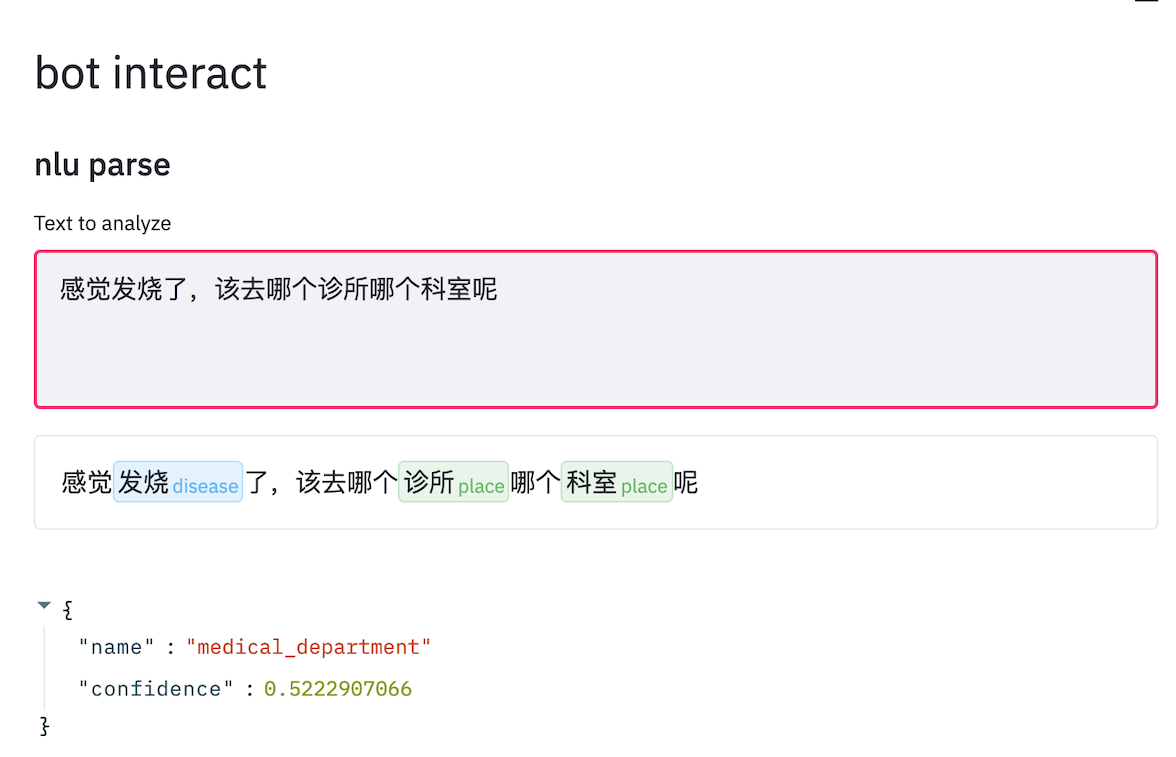 bot interact
nlu parse
Text to analyze
感觉发烧了，该去哪个诊所哪个科室呢
感觉发烧disease了，该去哪个诊所place哪个科室place呢
{
"name" : "medical_department"
"confidence" : 0.5222907066
}